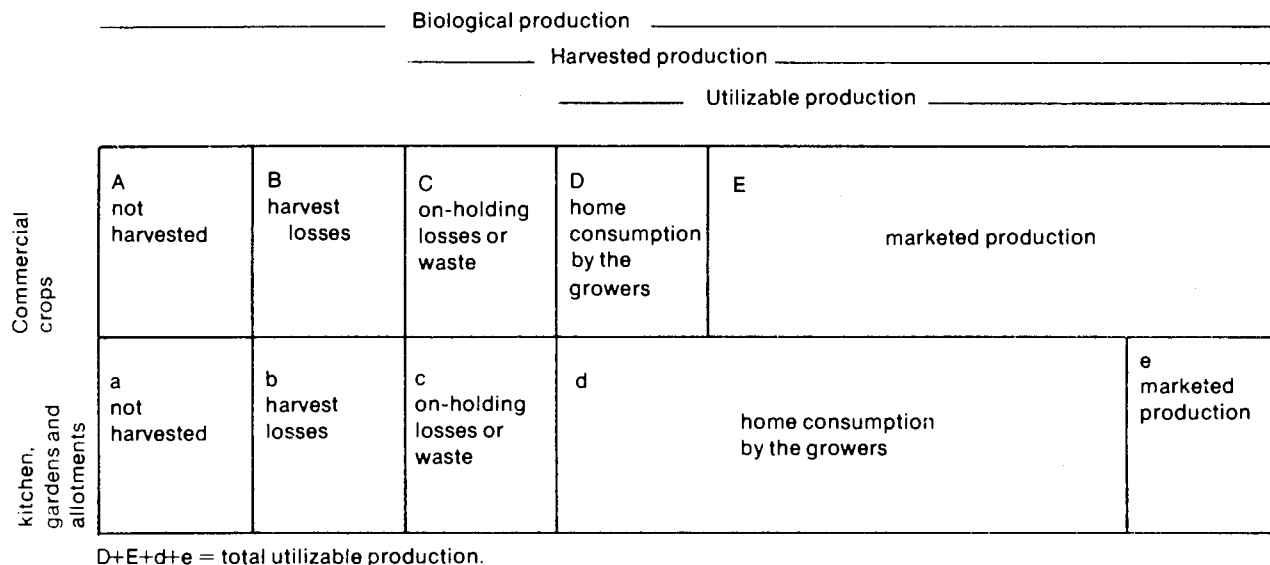 Biological production
Harvested production
Utilizable production
Commercial
crops
A
not
harvested
B
harvest
losses
C
on-holding
losses or
waste
D
home
consumption
by the
growers
E
marketed production
kitchen,
gardens and
allotments
a
not
harvested
b
harvest
losses
c
on-holding
losses or
waste
d
home consumption
by the growers
e
marketed
production
D+E+d+e = total utilizable production.